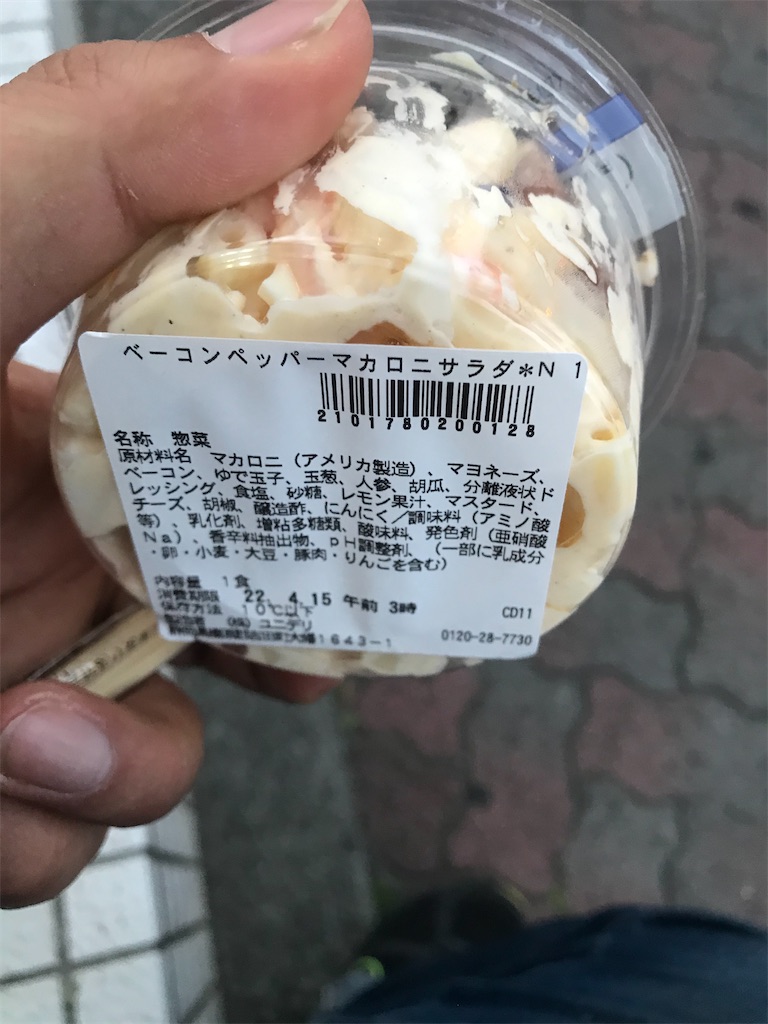 ベーコンペッパーマカロニサラダ＊N 1
2101780200128
名称 惣菜
原材料名 マカロニ（アメリカ製造）、マヨネーズ、
ベーコン、ゆで玉子、玉葱、人参、胡瓜、分離液状ド
レッシング、食塩、砂糖、レモン果汁、マスタード、
チーズ、胡椒、醸造酢、にんにく／調味料（アミノ酸
等）、乳化剤、増粘多糖類、酸味料、発色剤（亜硝酸
Na）、香辛料抽出物、pH調整剤、（一部に乳成分
・卵・小麦・大豆・豚肉・りんごを含む）
内容量 1食
消費期限 22. 4.15 午前 3時
保存方法 10℃以下
CD11
製造者 （株）ユニデリ
1643-1
0120-28-7730